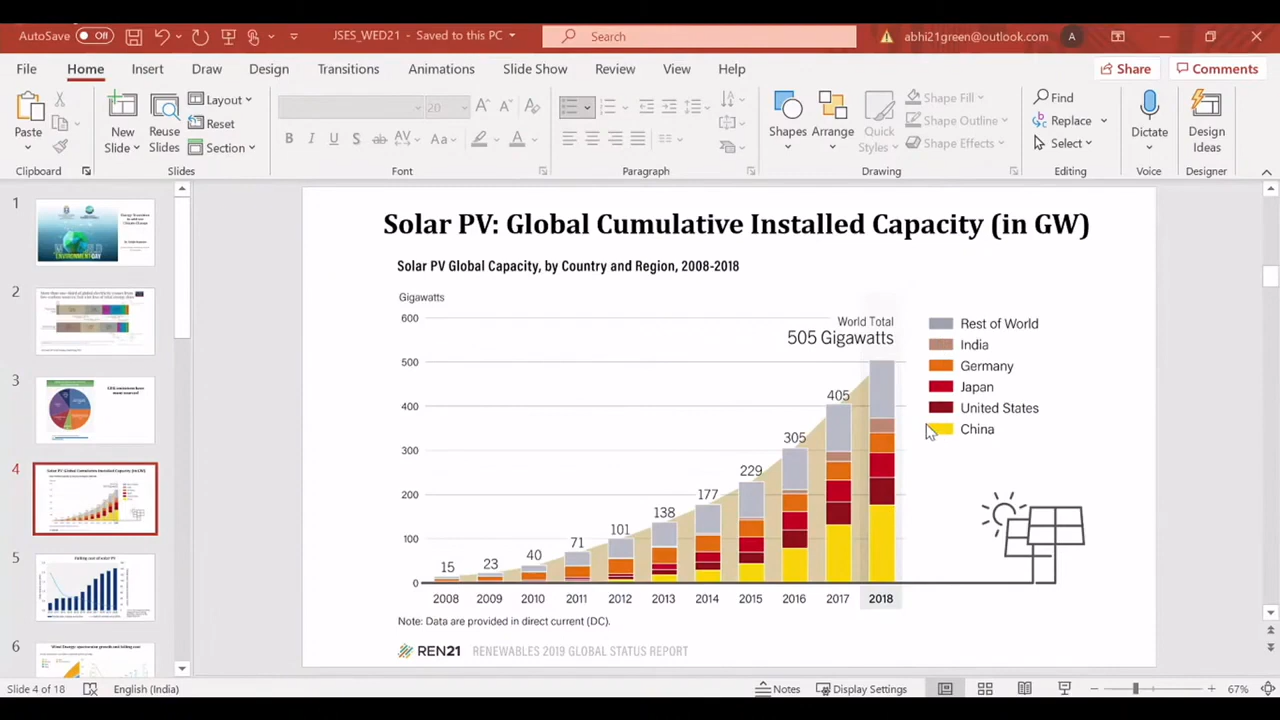 AutoSave Off JSES_WED21 - Saved to this PC Search abhi21green@outlook.com A
File Home Insert Draw Design Transitions Animations Slide Show Review View Help Share Comments
Paste New Slide Reuse Slides Layout Reset Section 20 Shapes Arrange Quick Styles Shape Fill Shape Outline Shape Effects Find Replace Select Dictate Design Ideas
B I U S ab AV Aa A
Clipboard Slides Font Paragraph Drawing Editing Voice Designer
1
2
3
4
5
6
Solar PV: Global Cumulative Installed Capacity (in GW)
Solar PV Global Capacity, by Country and Region, 2008-2018
Gigawatts
600
500
400
300
200
100
0
World Total
505 Gigawatts
15 23 40 71 101 138 177 229 305 405
2008 2009 2010 2011 2012 2013 2014 2015 2016 2017 2018
Rest of World
India
Germany
Japan
United States
China
Note: Data are provided in direct current (DC).
REN21 RENEWABLES 2019 GLOBAL STATUS REPORT
Slide 4 of 18 English (India) Notes Display Settings 67%